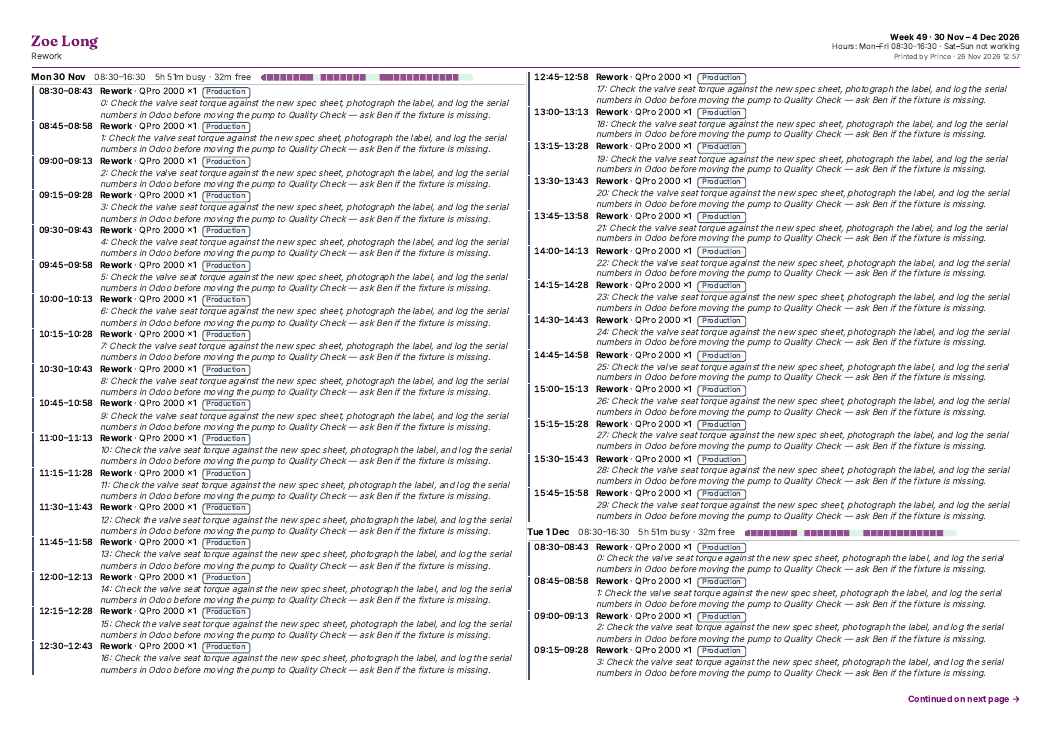 Zoe Long
Rework
Week 49 · 30 Nov – 4 Dec 2026
Hours: Mon–Fri 08:30–16:30 · Sat–Sun not working
Printed by Prince · 26 Nov 2026 12:57
Mon 30 Nov 08:30–16:30 5h 51m busy · 32m free
08:30–08:43 Rework · QPro 2000 ×1 Production
0: Check the valve seat torque against the new spec sheet, photograph the label, and log the serial
numbers in Odoo before moving the pump to Quality Check — ask Ben if the fixture is missing.
08:45–08:58 Rework · QPro 2000 ×1 Production
1: Check the valve seat torque against the new spec sheet, photograph the label, and log the serial
numbers in Odoo before moving the pump to Quality Check — ask Ben if the fixture is missing.
09:00–09:13 Rework · QPro 2000 ×1 Production
2: Check the valve seat torque against the new spec sheet, photograph the label, and log the serial
numbers in Odoo before moving the pump to Quality Check — ask Ben if the fixture is missing.
09:15–09:28 Rework · QPro 2000 ×1 Production
3: Check the valve seat torque against the new spec sheet, photograph the label, and log the serial
numbers in Odoo before moving the pump to Quality Check — ask Ben if the fixture is missing.
09:30–09:43 Rework · QPro 2000 ×1 Production
4: Check the valve seat torque against the new spec sheet, photograph the label, and log the serial
numbers in Odoo before moving the pump to Quality Check — ask Ben if the fixture is missing.
09:45–09:58 Rework · QPro 2000 ×1 Production
5: Check the valve seat torque against the new spec sheet, photograph the label, and log the serial
numbers in Odoo before moving the pump to Quality Check — ask Ben if the fixture is missing.
10:00–10:13 Rework · QPro 2000 ×1 Production
6: Check the valve seat torque against the new spec sheet, photograph the label, and log the serial
numbers in Odoo before moving the pump to Quality Check — ask Ben if the fixture is missing.
10:15–10:28 Rework · QPro 2000 ×1 Production
7: Check the valve seat torque against the new spec sheet, photograph the label, and log the serial
numbers in Odoo before moving the pump to Quality Check — ask Ben if the fixture is missing.
10:30–10:43 Rework · QPro 2000 ×1 Production
8: Check the valve seat torque against the new spec sheet, photograph the label, and log the serial
numbers in Odoo before moving the pump to Quality Check — ask Ben if the fixture is missing.
10:45–10:58 Rework · QPro 2000 ×1 Production
9: Check the valve seat torque against the new spec sheet, photograph the label, and log the serial
numbers in Odoo before moving the pump to Quality Check — ask Ben if the fixture is missing.
11:00–11:13 Rework · QPro 2000 ×1 Production
10: Check the valve seat torque against the new spec sheet, photograph the label, and log the serial
numbers in Odoo before moving the pump to Quality Check — ask Ben if the fixture is missing.
11:15–11:28 Rework · QPro 2000 ×1 Production
11: Check the valve seat torque against the new spec sheet, photograph the label, and log the serial
numbers in Odoo before moving the pump to Quality Check — ask Ben if the fixture is missing.
11:30–11:43 Rework · QPro 2000 ×1 Production
12: Check the valve seat torque against the new spec sheet, photograph the label, and log the serial
numbers in Odoo before moving the pump to Quality Check — ask Ben if the fixture is missing.
11:45–11:58 Rework · QPro 2000 ×1 Production
13: Check the valve seat torque against the new spec sheet, photograph the label, and log the serial
numbers in Odoo before moving the pump to Quality Check — ask Ben if the fixture is missing.
12:00–12:13 Rework · QPro 2000 ×1 Production
14: Check the valve seat torque against the new spec sheet, photograph the label, and log the serial
numbers in Odoo before moving the pump to Quality Check — ask Ben if the fixture is missing.
12:15–12:28 Rework · QPro 2000 ×1 Production
15: Check the valve seat torque against the new spec sheet, photograph the label, and log the serial
numbers in Odoo before moving the pump to Quality Check — ask Ben if the fixture is missing.
12:30–12:43 Rework · QPro 2000 ×1 Production
16: Check the valve seat torque against the new spec sheet, photograph the label, and log the serial
numbers in Odoo before moving the pump to Quality Check — ask Ben if the fixture is missing.
12:45–12:58 Rework · QPro 2000 ×1 Production
17: Check the valve seat torque against the new spec sheet, photograph the label, and log the serial
numbers in Odoo before moving the pump to Quality Check — ask Ben if the fixture is missing.
13:00–13:13 Rework · QPro 2000 ×1 Production
18: Check the valve seat torque against the new spec sheet, photograph the label, and log the serial
numbers in Odoo before moving the pump to Quality Check — ask Ben if the fixture is missing.
13:15–13:28 Rework · QPro 2000 ×1 Production
19: Check the valve seat torque against the new spec sheet, photograph the label, and log the serial
numbers in Odoo before moving the pump to Quality Check — ask Ben if the fixture is missing.
13:30–13:43 Rework · QPro 2000 ×1 Production
20: Check the valve seat torque against the new spec sheet, photograph the label, and log the serial
numbers in Odoo before moving the pump to Quality Check — ask Ben if the fixture is missing.
13:45–13:58 Rework · QPro 2000 ×1 Production
21: Check the valve seat torque against the new spec sheet, photograph the label, and log the serial
numbers in Odoo before moving the pump to Quality Check — ask Ben if the fixture is missing.
14:00–14:13 Rework · QPro 2000 ×1 Production
22: Check the valve seat torque against the new spec sheet, photograph the label, and log the serial
numbers in Odoo before moving the pump to Quality Check — ask Ben if the fixture is missing.
14:15–14:28 Rework · QPro 2000 ×1 Production
23: Check the valve seat torque against the new spec sheet, photograph the label, and log the serial
numbers in Odoo before moving the pump to Quality Check — ask Ben if the fixture is missing.
14:30–14:43 Rework · QPro 2000 ×1 Production
24: Check the valve seat torque against the new spec sheet, photograph the label, and log the serial
numbers in Odoo before moving the pump to Quality Check — ask Ben if the fixture is missing.
14:45–14:58 Rework · QPro 2000 ×1 Production
25: Check the valve seat torque against the new spec sheet, photograph the label, and log the serial
numbers in Odoo before moving the pump to Quality Check — ask Ben if the fixture is missing.
15:00–15:13 Rework · QPro 2000 ×1 Production
26: Check the valve seat torque against the new spec sheet, photograph the label, and log the serial
numbers in Odoo before moving the pump to Quality Check — ask Ben if the fixture is missing.
15:15–15:28 Rework · QPro 2000 ×1 Production
27: Check the valve seat torque against the new spec sheet, photograph the label, and log the serial
numbers in Odoo before moving the pump to Quality Check — ask Ben if the fixture is missing.
15:30–15:43 Rework · QPro 2000 ×1 Production
28: Check the valve seat torque against the new spec sheet, photograph the label, and log the serial
numbers in Odoo before moving the pump to Quality Check — ask Ben if the fixture is missing.
15:45–15:58 Rework · QPro 2000 ×1 Production
29: Check the valve seat torque against the new spec sheet, photograph the label, and log the serial
numbers in Odoo before moving the pump to Quality Check — ask Ben if the fixture is missing.
Tue 1 Dec 08:30–16:30 5h 51m busy · 32m free
08:30–08:43 Rework · QPro 2000 ×1 Production
0: Check the valve seat torque against the new spec sheet, photograph the label, and log the serial
numbers in Odoo before moving the pump to Quality Check — ask Ben if the fixture is missing.
08:45–08:58 Rework · QPro 2000 ×1 Production
1: Check the valve seat torque against the new spec sheet, photograph the label, and log the serial
numbers in Odoo before moving the pump to Quality Check — ask Ben if the fixture is missing.
09:00–09:13 Rework · QPro 2000 ×1 Production
2: Check the valve seat torque against the new spec sheet, photograph the label, and log the serial
numbers in Odoo before moving the pump to Quality Check — ask Ben if the fixture is missing.
09:15–09:28 Rework · QPro 2000 ×1 Production
3: Check the valve seat torque against the new spec sheet, photograph the label, and log the serial
numbers in Odoo before moving the pump to Quality Check — ask Ben if the fixture is missing.
Continued on next page →